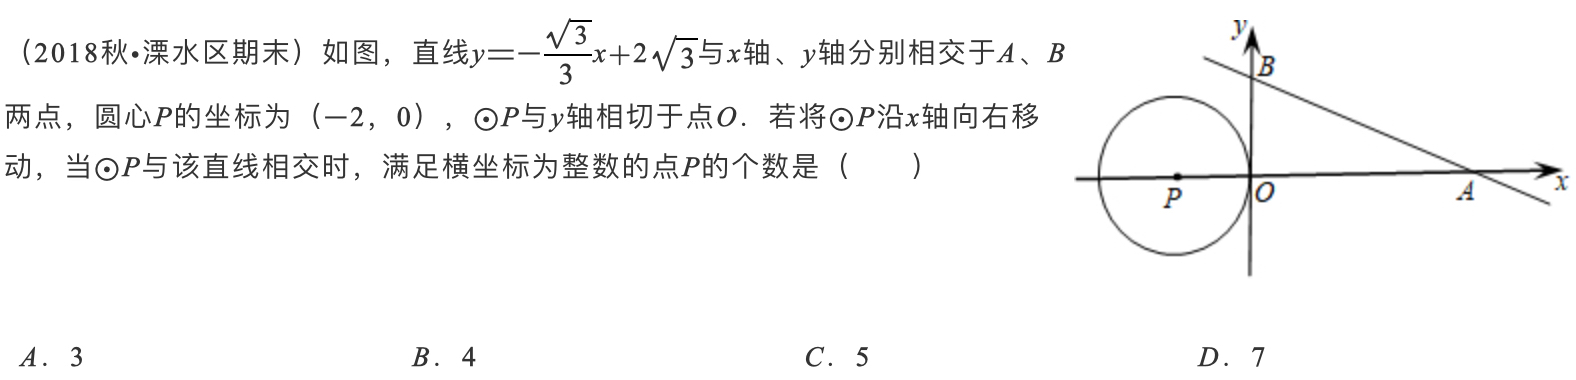 （2018秋•溧水区期末）如图，直线y＝−√3/3x+2√3与x轴、y轴分别相交于A、B
两点，圆心P的坐标为（−2，0），⊙P与y轴相切于点O．若将⊙P沿x轴向右移
动，当⊙P与该直线相交时，满足横坐标为整数的点P的个数是（　　）
y
B
P
O
A
x
A．3
B．4
C．5
D．7